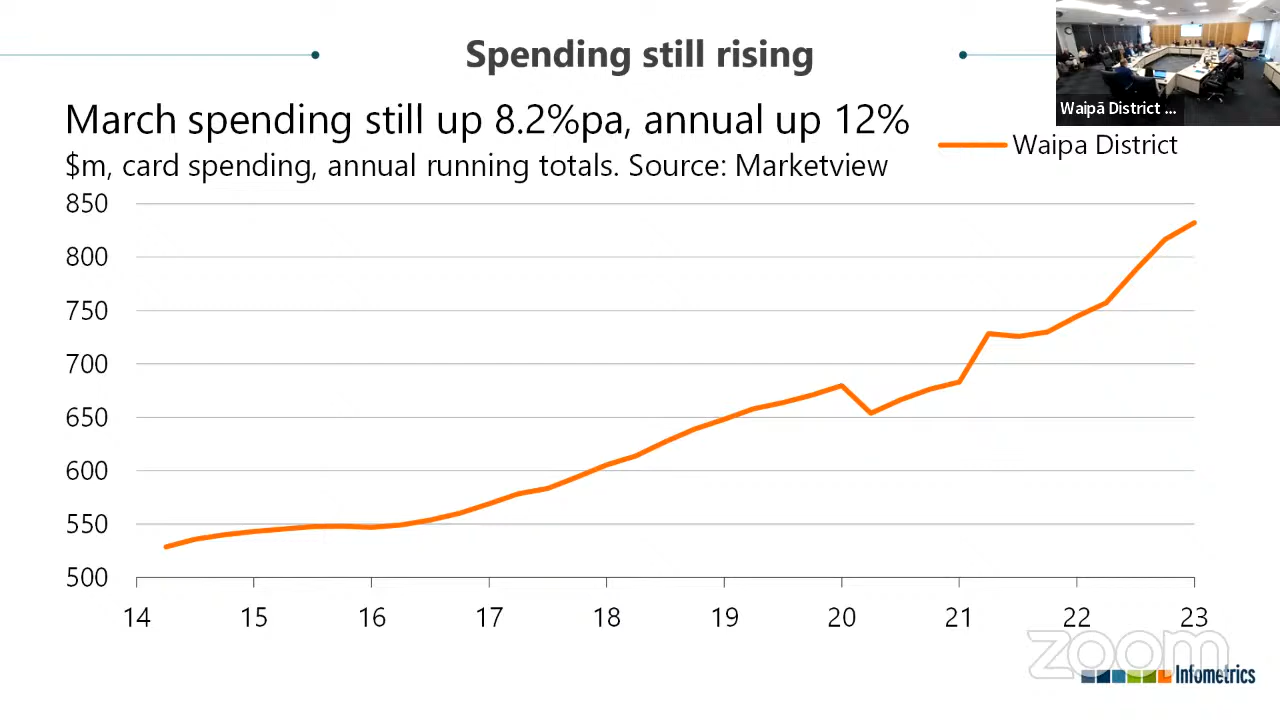 Spending still rising
Waipā District ...
March spending still up 8.2%pa, annual up 12%
Waipa District
$m, card spending, annual running totals. Source: Marketview
850
800
750
700
650
600
550
500
14 15 16 17 18 19 20 21 22 23
zoom
Infometrics